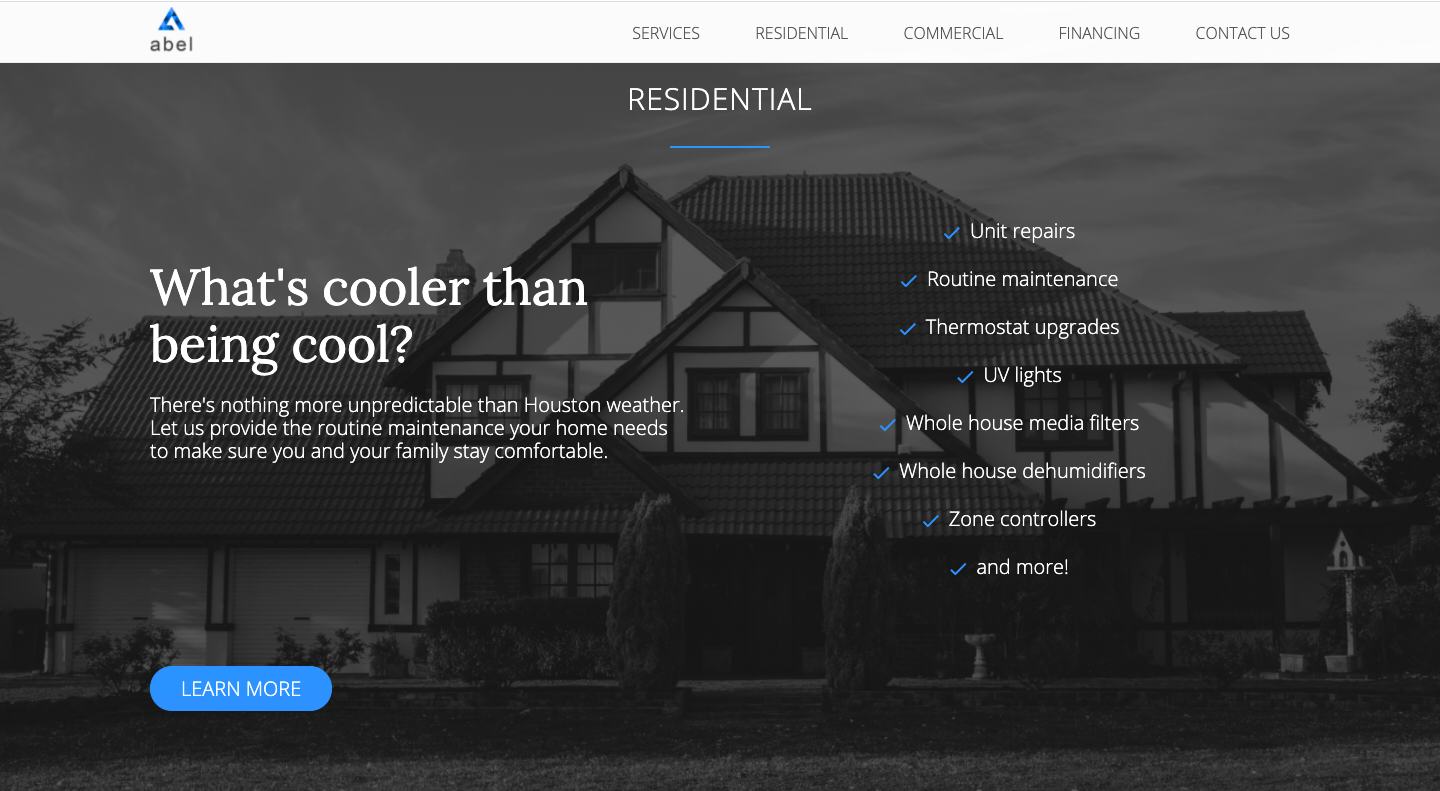 abel
SERVICES
RESIDENTIAL
COMMERCIAL
FINANCING
CONTACT US
RESIDENTIAL
What's cooler than
being cool?
There's nothing more unpredictable than Houston weather.
Let us provide the routine maintenance your home needs
to make sure you and your family stay comfortable.
LEARN MORE
Unit repairs
Routine maintenance
Thermostat upgrades
UV lights
Whole house media filters
Whole house dehumidifiers
Zone controllers
and more!